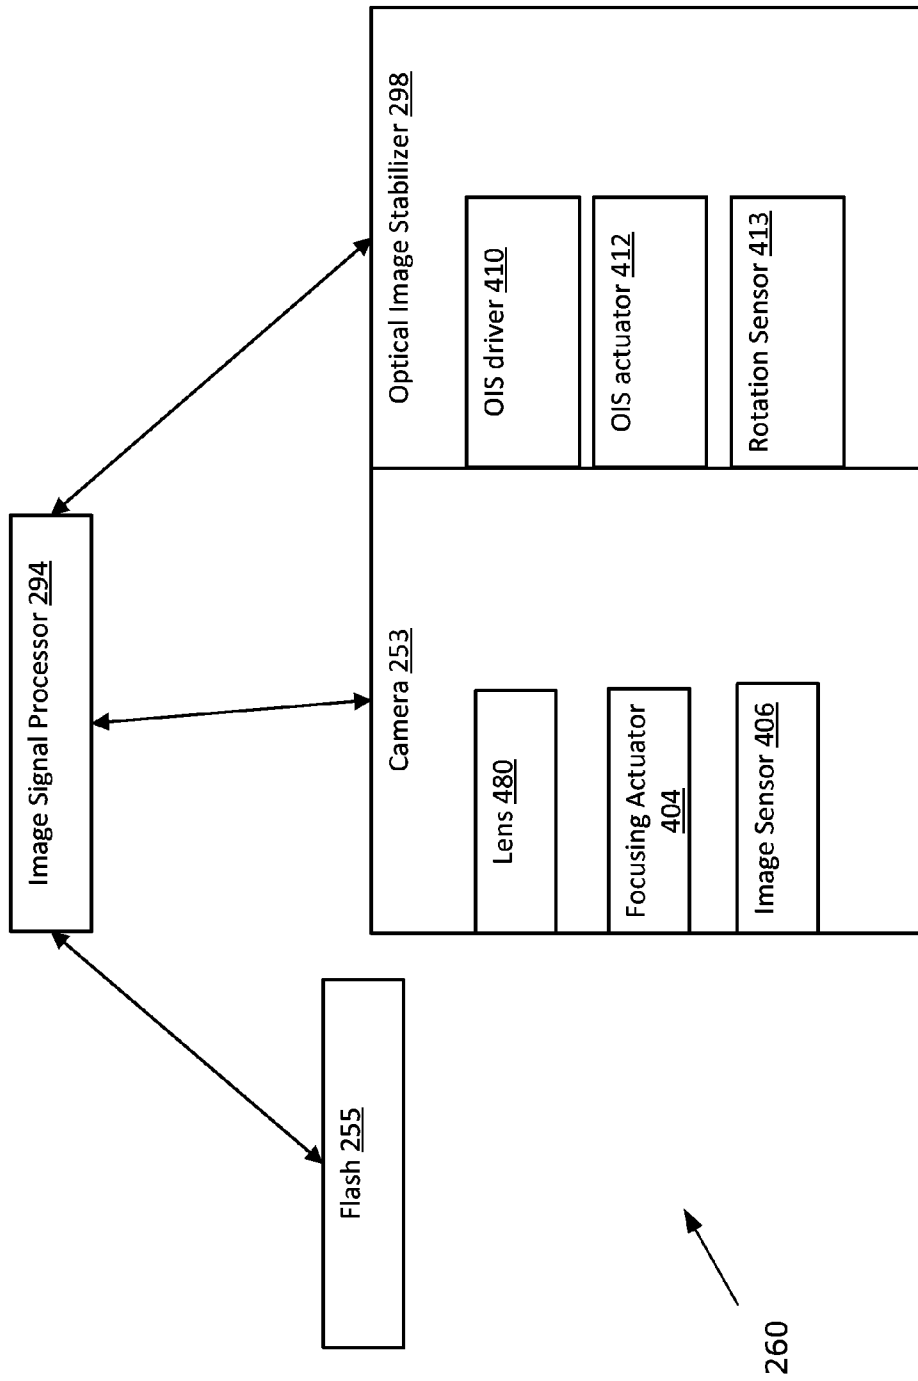 Image Signal Processor 294
Flash 255
Camera 253
Lens 480
Focusing Actuator
404
Image Sensor 406
Optical Image Stabilizer 298
OIS driver 410
OIS actuator 412
Rotation Sensor 413
260